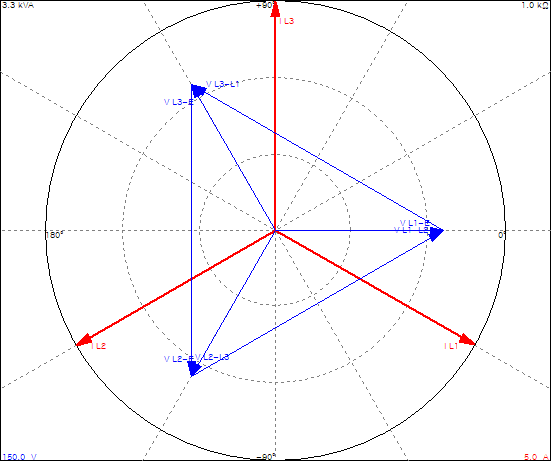 3.3 kVA
+90°
1.0 kΩ
I L3
V L3-L1
V L3-E
V L1-E
V L1-L2
180°
0°
I L2
I L1
V L2-E
V L2-L3
150.0 V
-90°
5.0 A